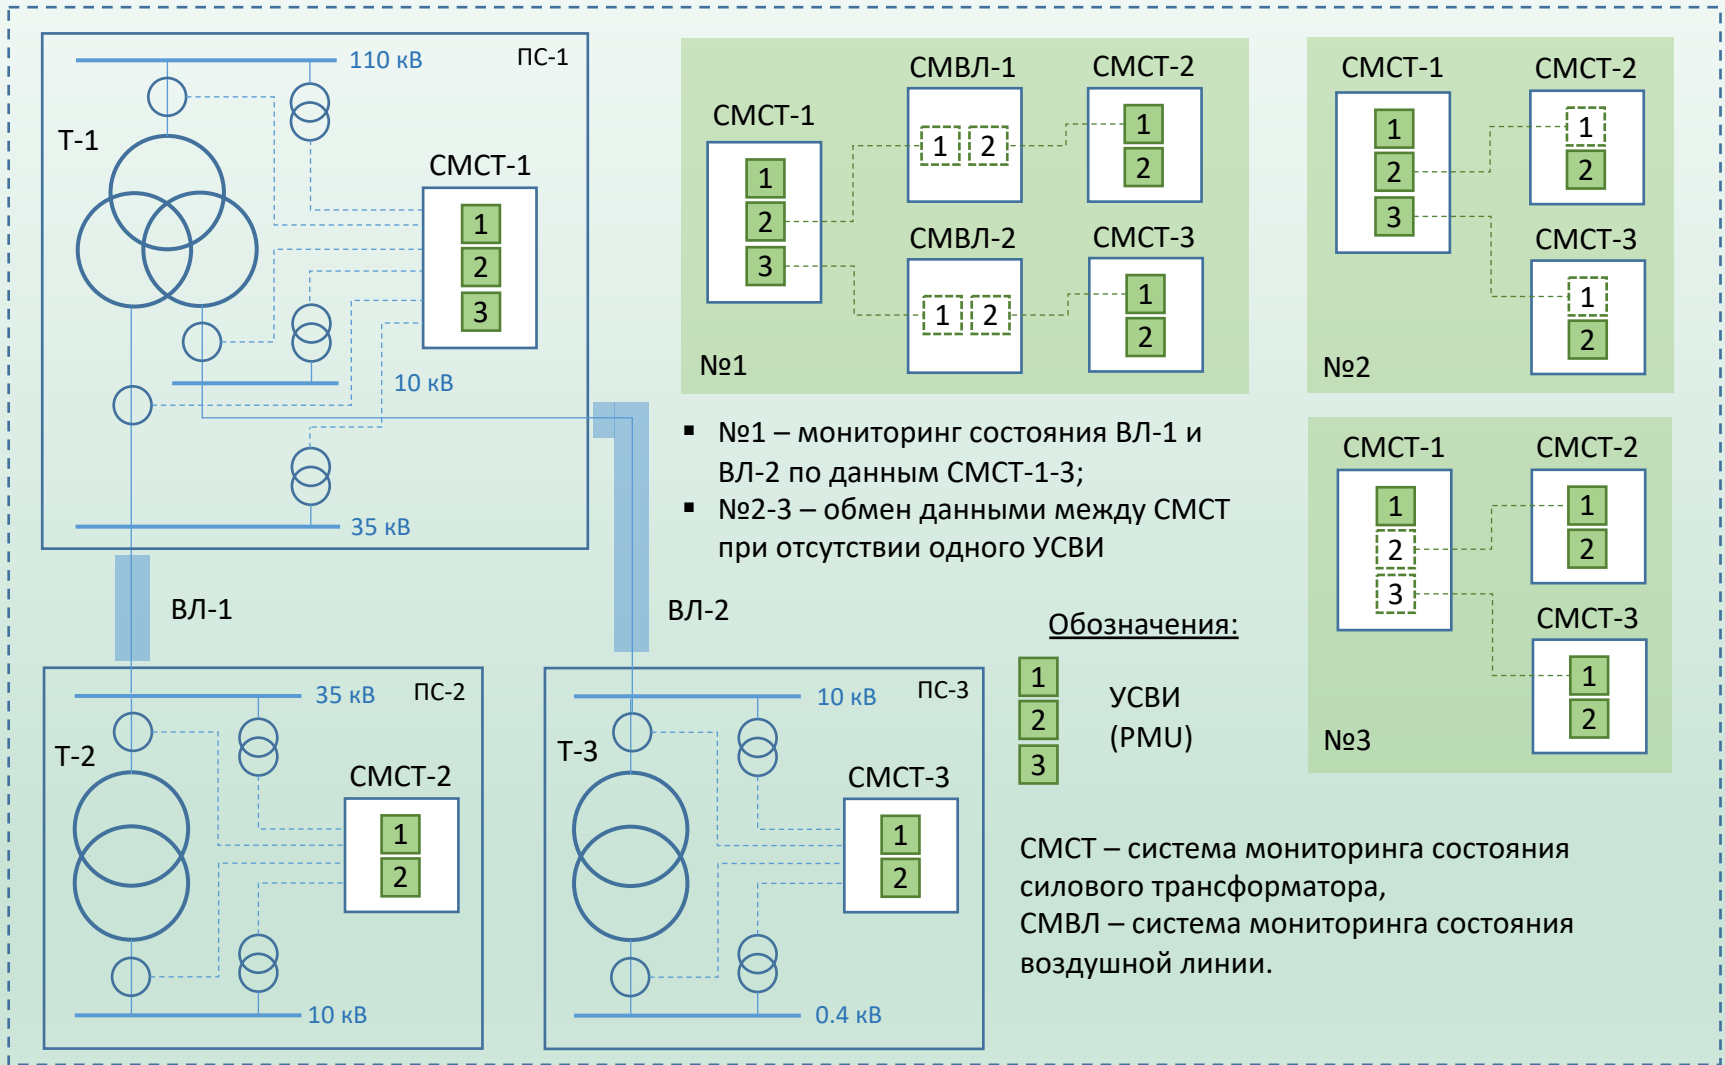 110 кВ
ПС-1
Т-1
СМСТ-1
1
2
3
10 кВ
35 кВ
ВЛ-1
ВЛ-2
35 кВ
ПС-2
Т-2
СМСТ-2
1
2
10 кВ
10 кВ
ПС-3
Т-3
СМСТ-3
1
2
0.4 кВ
СМСТ-1
1
2
3
СМВЛ-1
1 2
СМСТ-2
1
2
СМВЛ-2
1 2
СМСТ-3
1
2
№1
СМСТ-1
1
2
3
СМСТ-2
1
2
СМСТ-3
1
2
№2
▪ №1 – мониторинг состояния ВЛ-1 и
ВЛ-2 по данным СМСТ-1-3;
▪ №2-3 – обмен данными между СМСТ
при отсутствии одного УСВИ
СМСТ-1
1
2
3
СМСТ-2
1
2
СМСТ-3
1
2
№3
Обозначения:
1
2
3
УСВИ
(PMU)
СМСТ – система мониторинга состояния
силового трансформатора,
СМВЛ – система мониторинга состояния
воздушной линии.